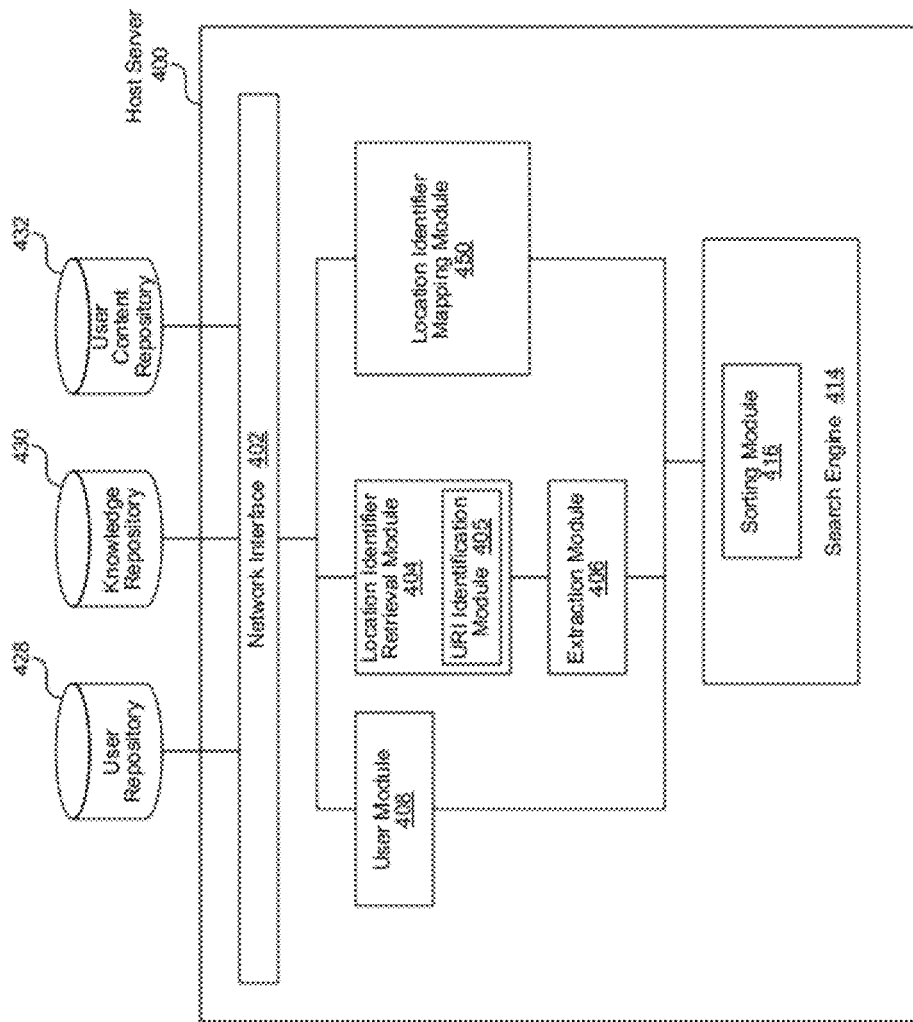 428
User
Repository
430
Knowledge
Repository
432
User
Content
Repository
Host Server
400
Network Interface 402
User Module
408
Location Identifier
Retrieval Module
404
URI Identification
Module 405
Extraction Module
406
Location Identifier
Mapping Module
450
Sorting Module
416
Search Engine 414